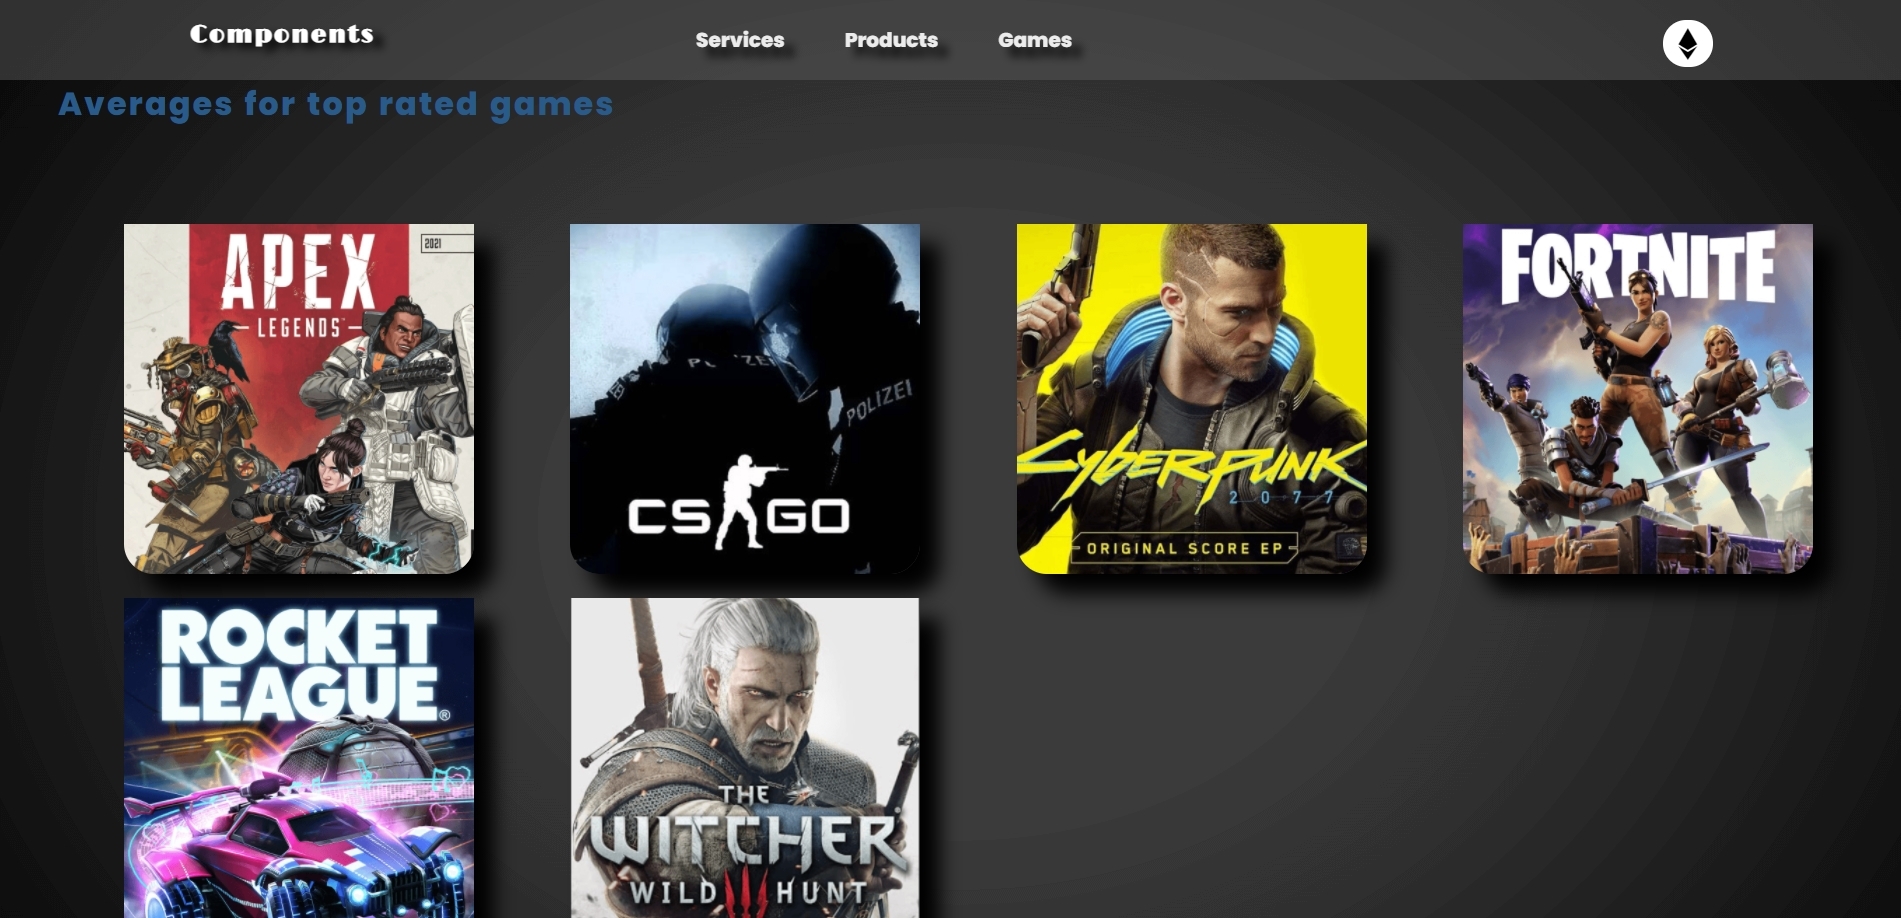 Components
Services
Products
Games
Averages for top rated games
APEX
LEGENDS
2021
POLIZEI
CS GO
Cyberpunk
2077
ORIGINAL SCORE EP
FORTNITE
ROCKET
LEAGUE®
THE
WITCHER
WILD HUNT